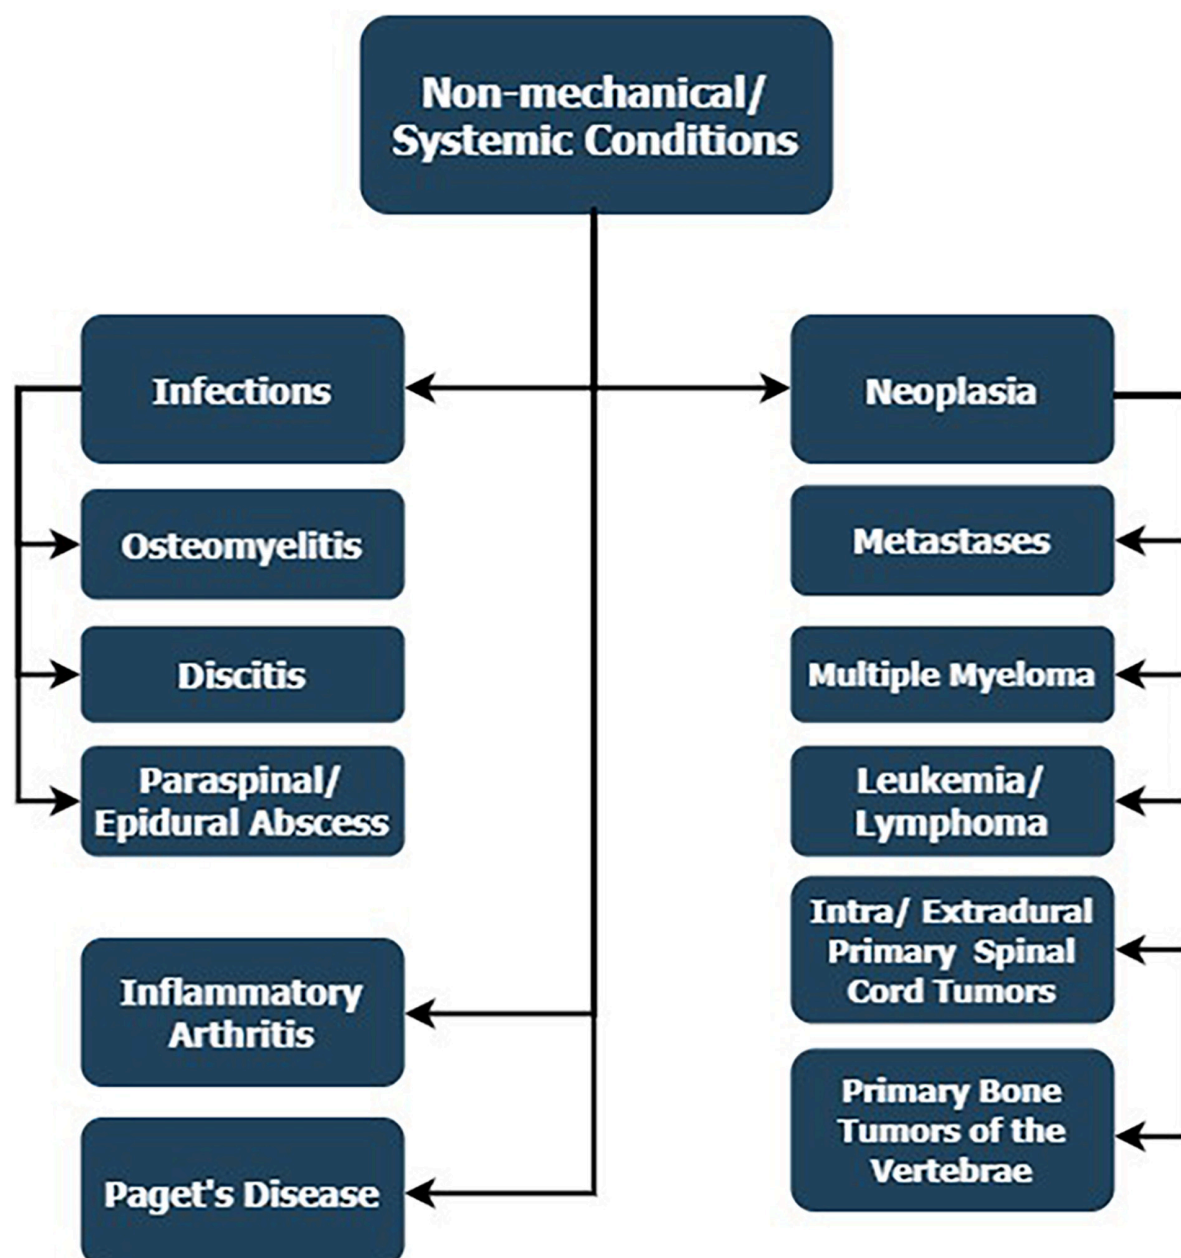 Non-mechanical/
Systemic Conditions
Infections
Osteomyelitis
Discitis
Paraspinal/
Epidural Abscess
Inflammatory
Arthritis
Paget's Disease
Neoplasia
Metastases
Multiple Myeloma
Leukemia/
Lymphoma
Intra/ Extradural
Primary Spinal
Cord Tumors
Primary Bone
Tumors of the
Vertebrae